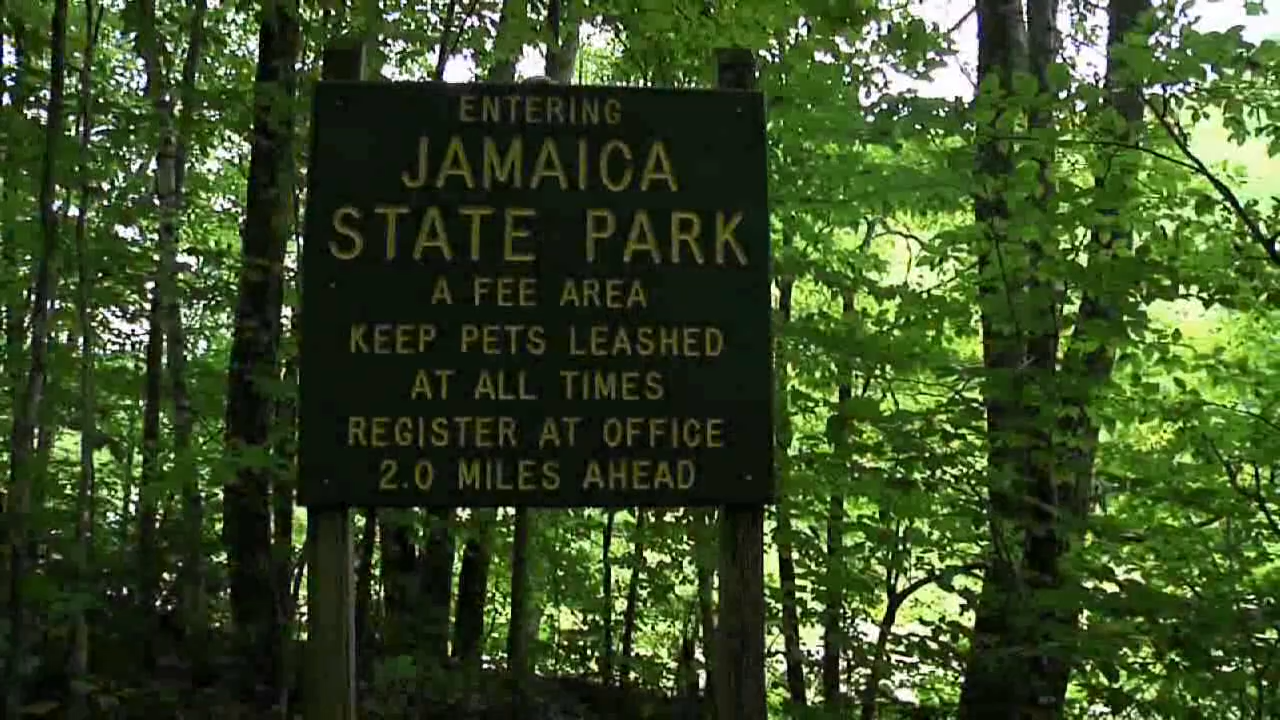 ENTERING
JAMAICA
STATE PARK
A FEE AREA
KEEP PETS LEASHED
AT ALL TIMES
REGISTER AT OFFICE
2.0 MILES AHEAD